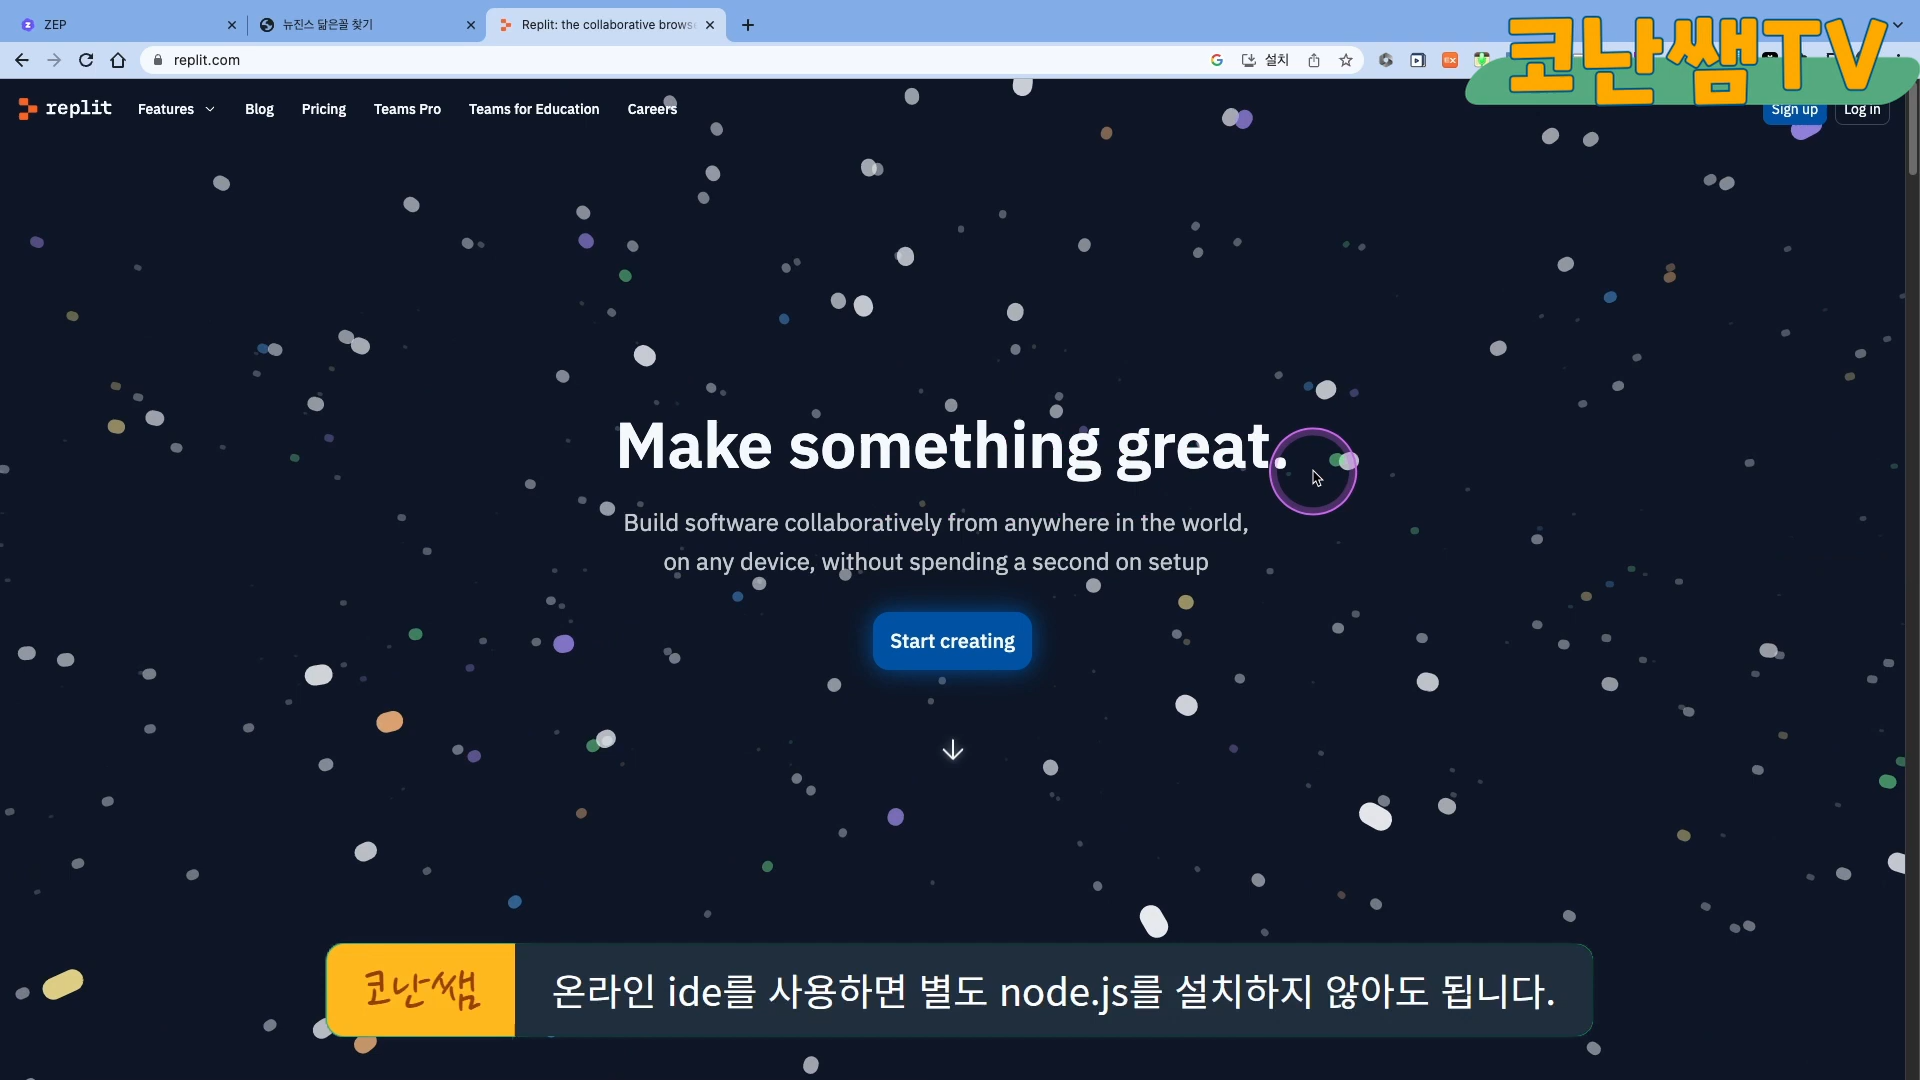 ZEP
뉴진스 닮은꼴 찾기
Replit: the collaborative brows
replit.com
설치
코난쌤TV
replit
Features
Blog
Pricing
Teams Pro
Teams for Education
Careers
Sign up
Log in
Make something great.
Build software collaboratively from anywhere in the world,
on any device, without spending a second on setup
Start creating
코난쌤
온라인 ide를 사용하면 별도 node.js를 설치하지 않아도 됩니다.